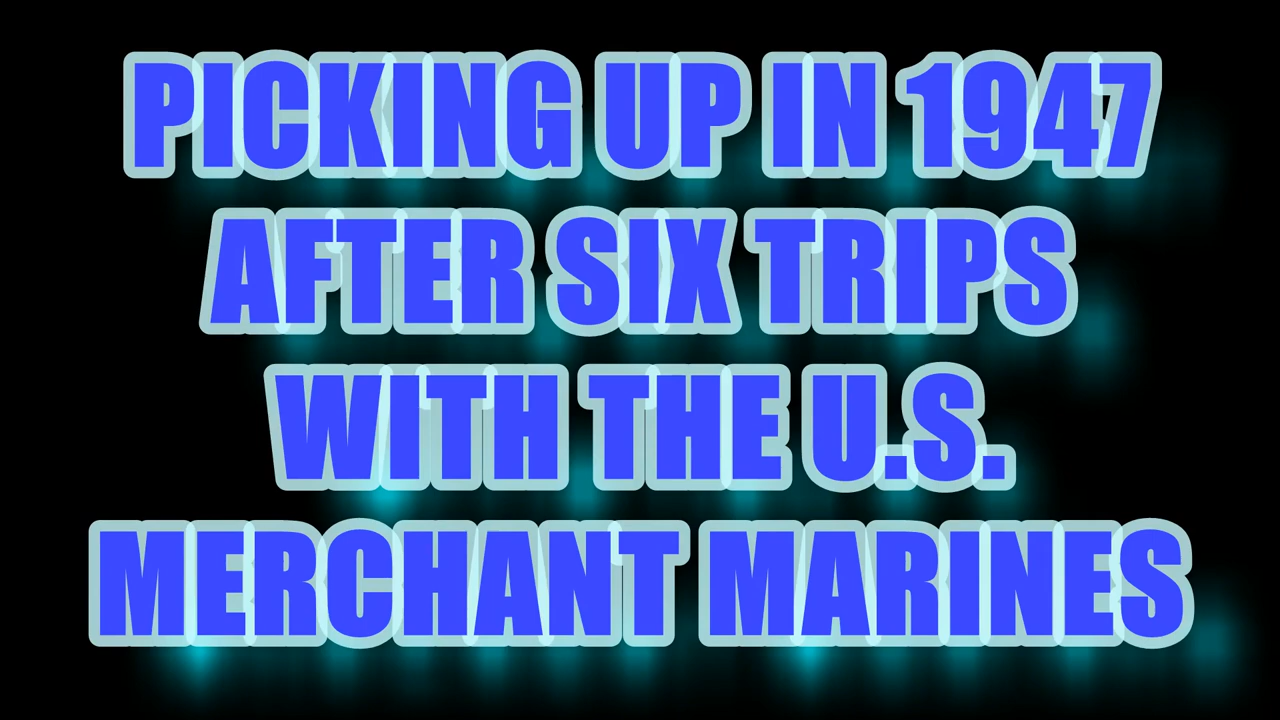 PICKING UP IN 1947
AFTER SIX TRIPS
WITH THE U.S.
MERCHANT MARINES